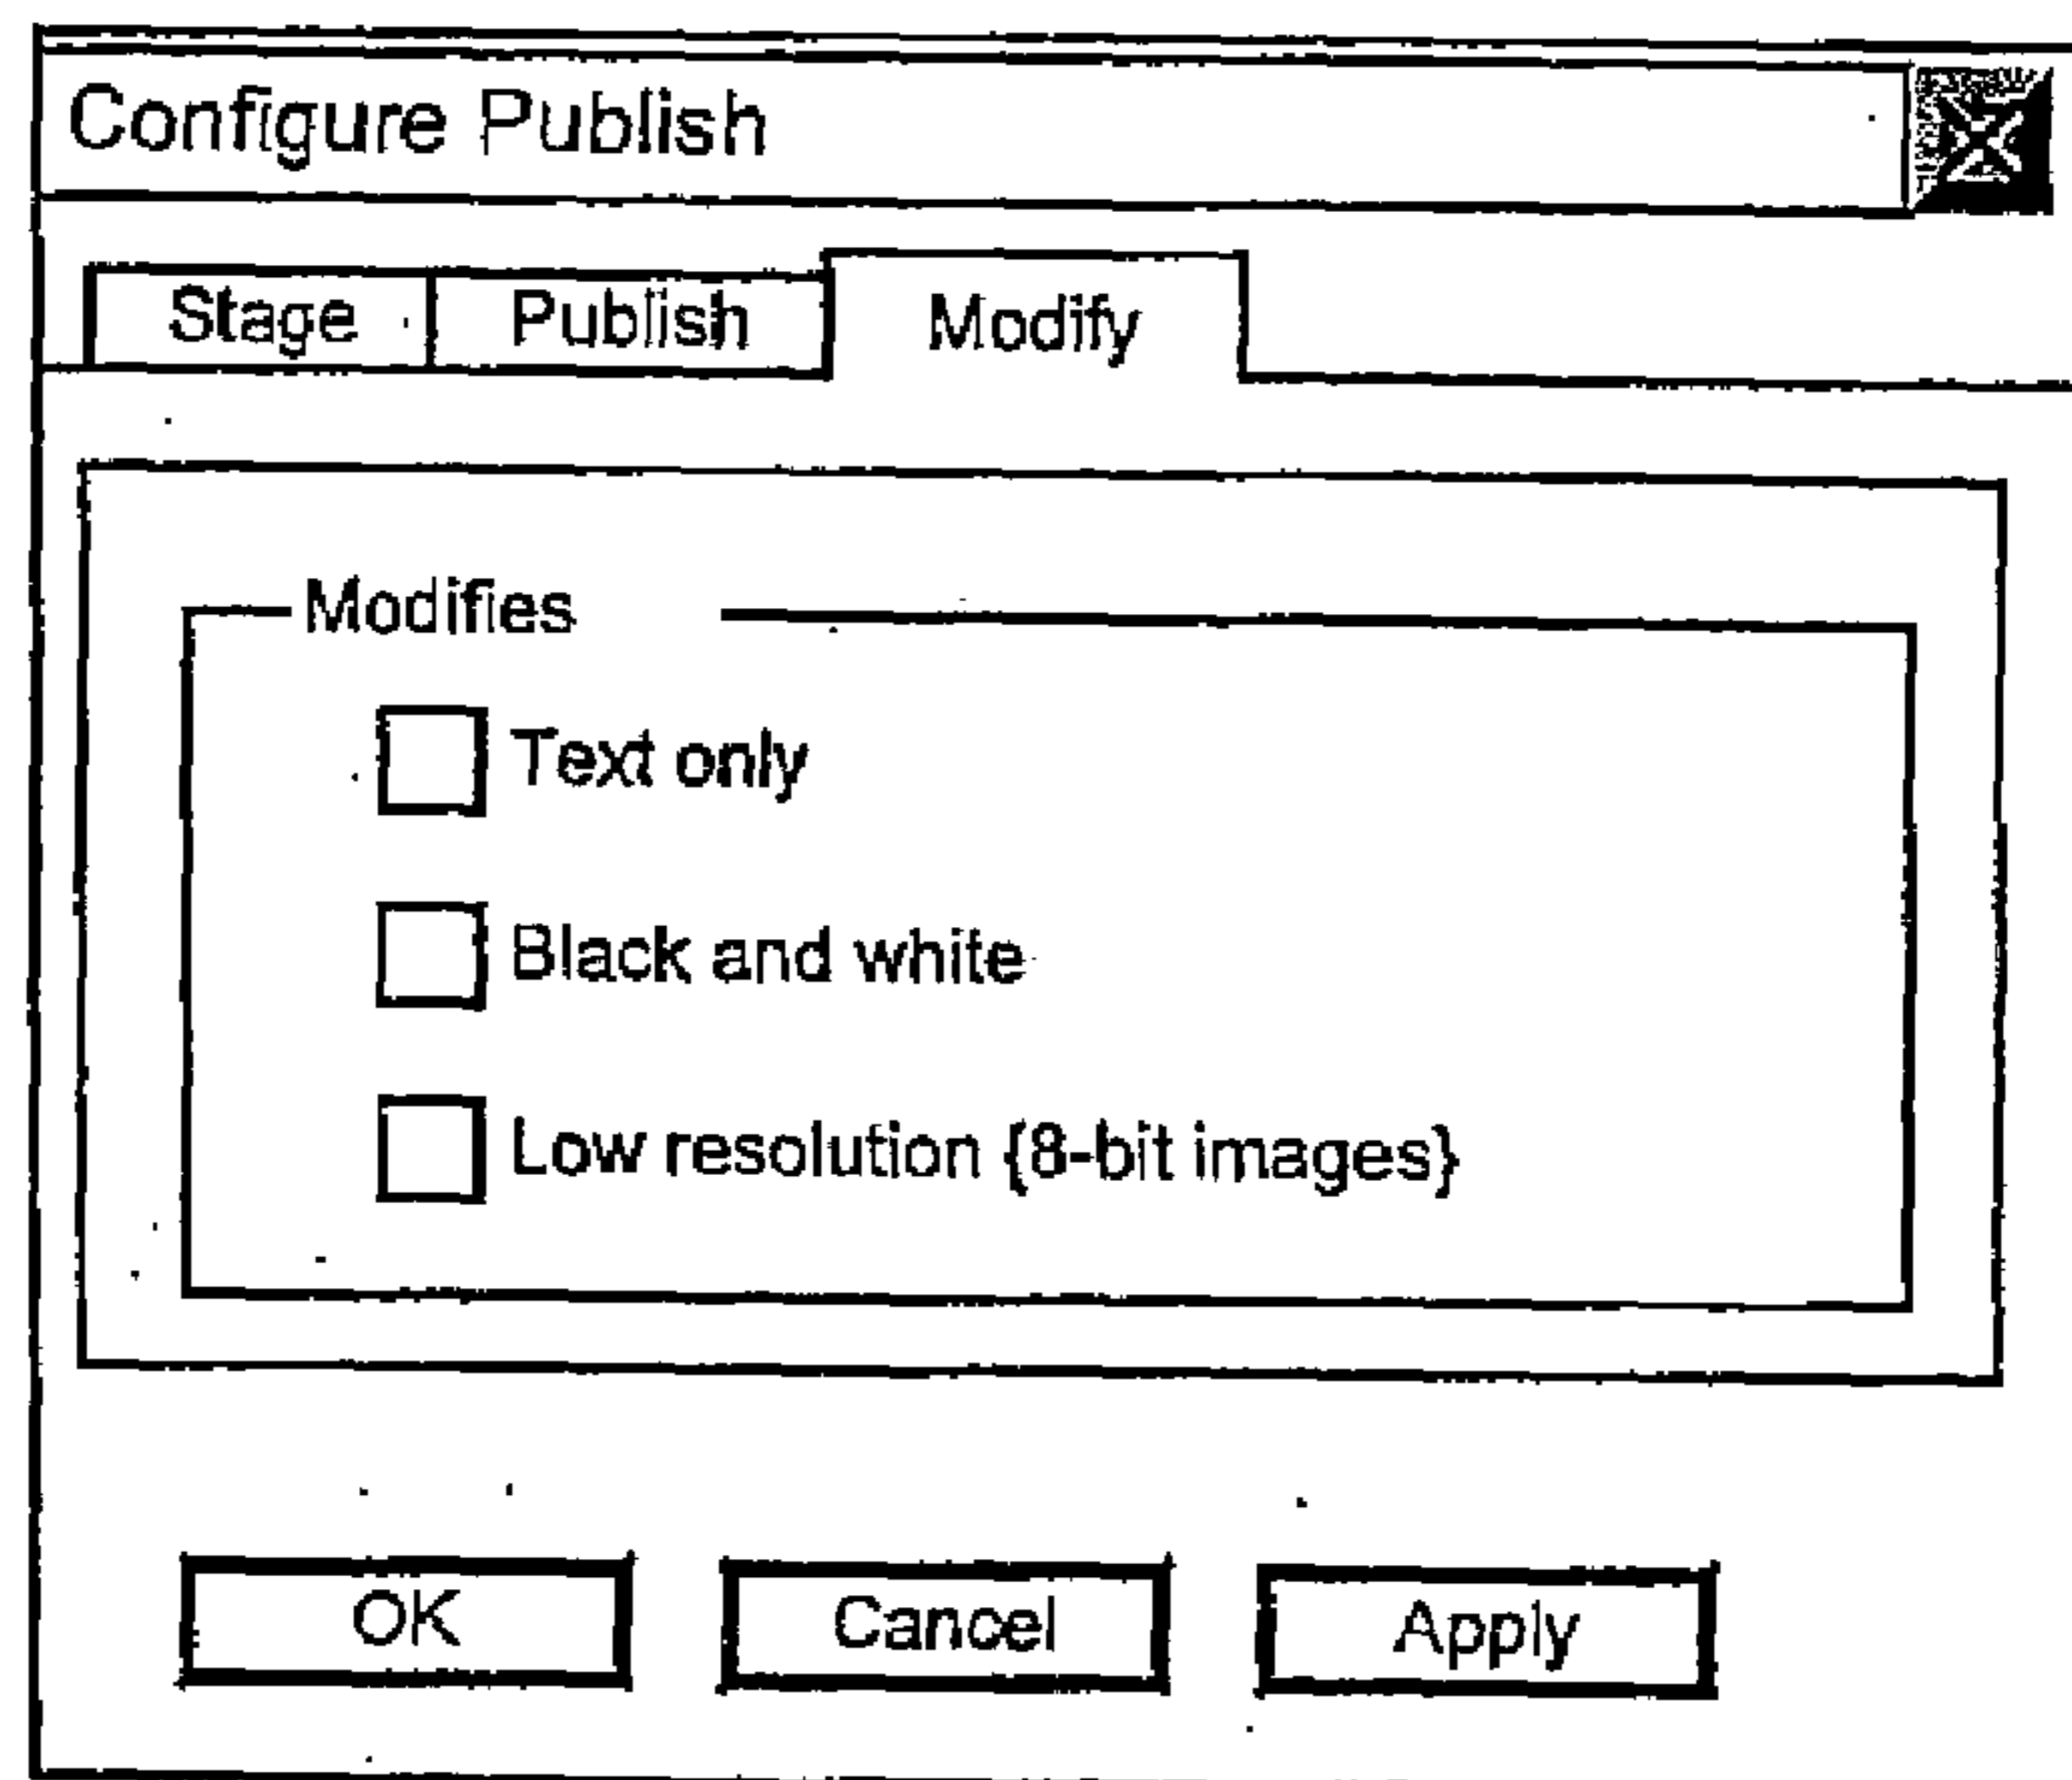 Configure Publish
Stage Publish Modify
Modifies
Text only
Black and white
Low resolution {8-bit images}
OK Cancel Apply